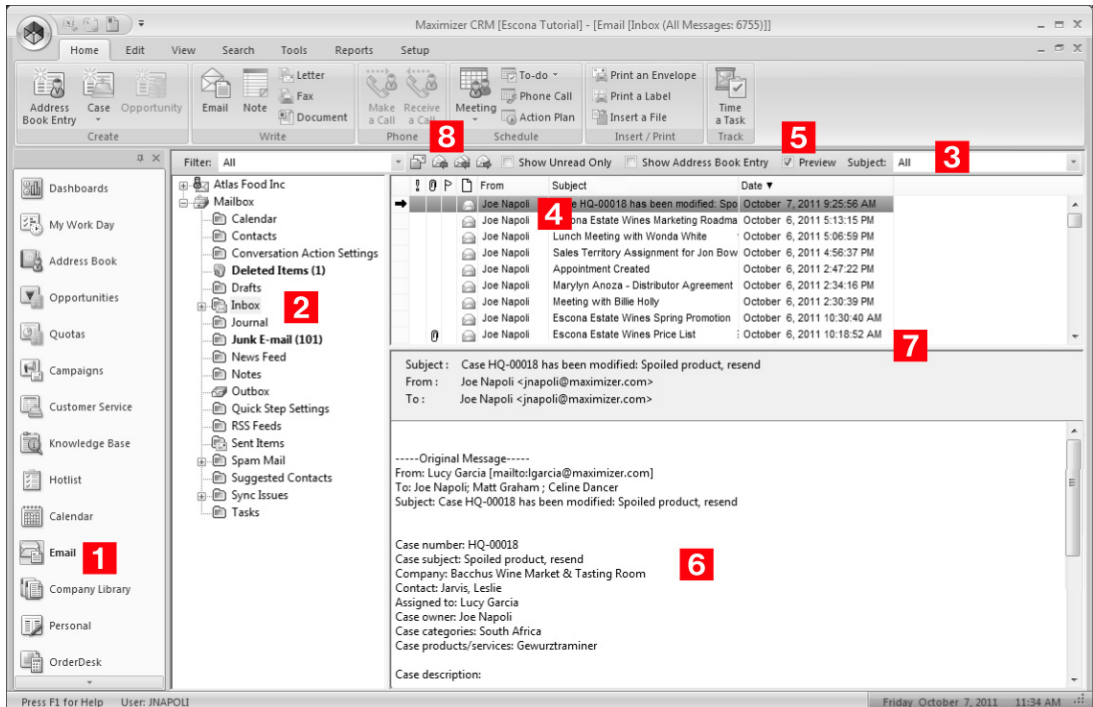 Maximizer CRM [Escona Tutorial] - [Email [Inbox (All Messages: 6755)]]
Home Edit View Search Tools Reports Setup
Address Book Entry
Case
Opportunity
Create
Email
Note
Letter
Fax
Document
Write
Make a Call
Receive a Call
Phone
Meeting
To-do
Phone Call
Action Plan
Schedule
Print an Envelope
Print a Label
Insert a File
Insert / Print
Time a Task
Track
8
5
3
Dashboards
My Work Day
Address Book
Opportunities
Quotas
Campaigns
Customer Service
Knowledge Base
Hotlist
Calendar
Email
1
Company Library
Personal
OrderDesk
Filter: All
Show Unread Only Show Address Book Entry Preview Subject: All
Atlas Food Inc
Mailbox
Calendar
Contacts
Conversation Action Settings
Deleted Items (1)
Drafts
Inbox
2
Journal
Junk E-mail (101)
News Feed
Notes
Outbox
Quick Step Settings
RSS Feeds
Sent Items
Spam Mail
Suggested Contacts
Sync Issues
Tasks
From Subject Date
Joe Napoli HQ-00018 has been modified: Spo October 7, 2011 9:25:56 AM
4
Joe Napoli Estate Wines Marketing Roadma October 6, 2011 5:13:15 PM
Joe Napoli Lunch Meeting with Wonda White October 6, 2011 5:06:59 PM
Joe Napoli Sales Territory Assignment for Jon Bow October 6, 2011 4:56:37 PM
Joe Napoli Appointment Created October 6, 2011 2:47:22 PM
Joe Napoli Marylyn Anoza - Distributor Agreement October 6, 2011 2:34:16 PM
Joe Napoli Meeting with Billie Holly October 6, 2011 2:30:39 PM
Joe Napoli Escona Estate Wines Spring Promotion October 6, 2011 10:30:40 AM
Joe Napoli Escona Estate Wines Price List October 6, 2011 10:18:52 AM
7
Subject : Case HQ-00018 has been modified: Spoiled product, resend
From : Joe Napoli <jnapoli@maximizer.com>
To : Joe Napoli <jnapoli@maximizer.com>
-----Original Message-----
From: Lucy Garcia [mailto:lgarcia@maximizer.com]
To: Joe Napoli; Matt Graham ; Celine Dancer
Subject: Case HQ-00018 has been modified: Spoiled product, resend
Case number: HQ-00018
Case subject: Spoiled product, resend
Company: Bacchus Wine Market & Tasting Room
6
Contact: Jarvis, Leslie
Assigned to: Lucy Garcia
Case owner: Joe Napoli
Case categories: South Africa
Case products/services: Gewurztraminer
Case description:
Press F1 for Help User: JNAPOLI Friday October 7, 2011 11:34 AM